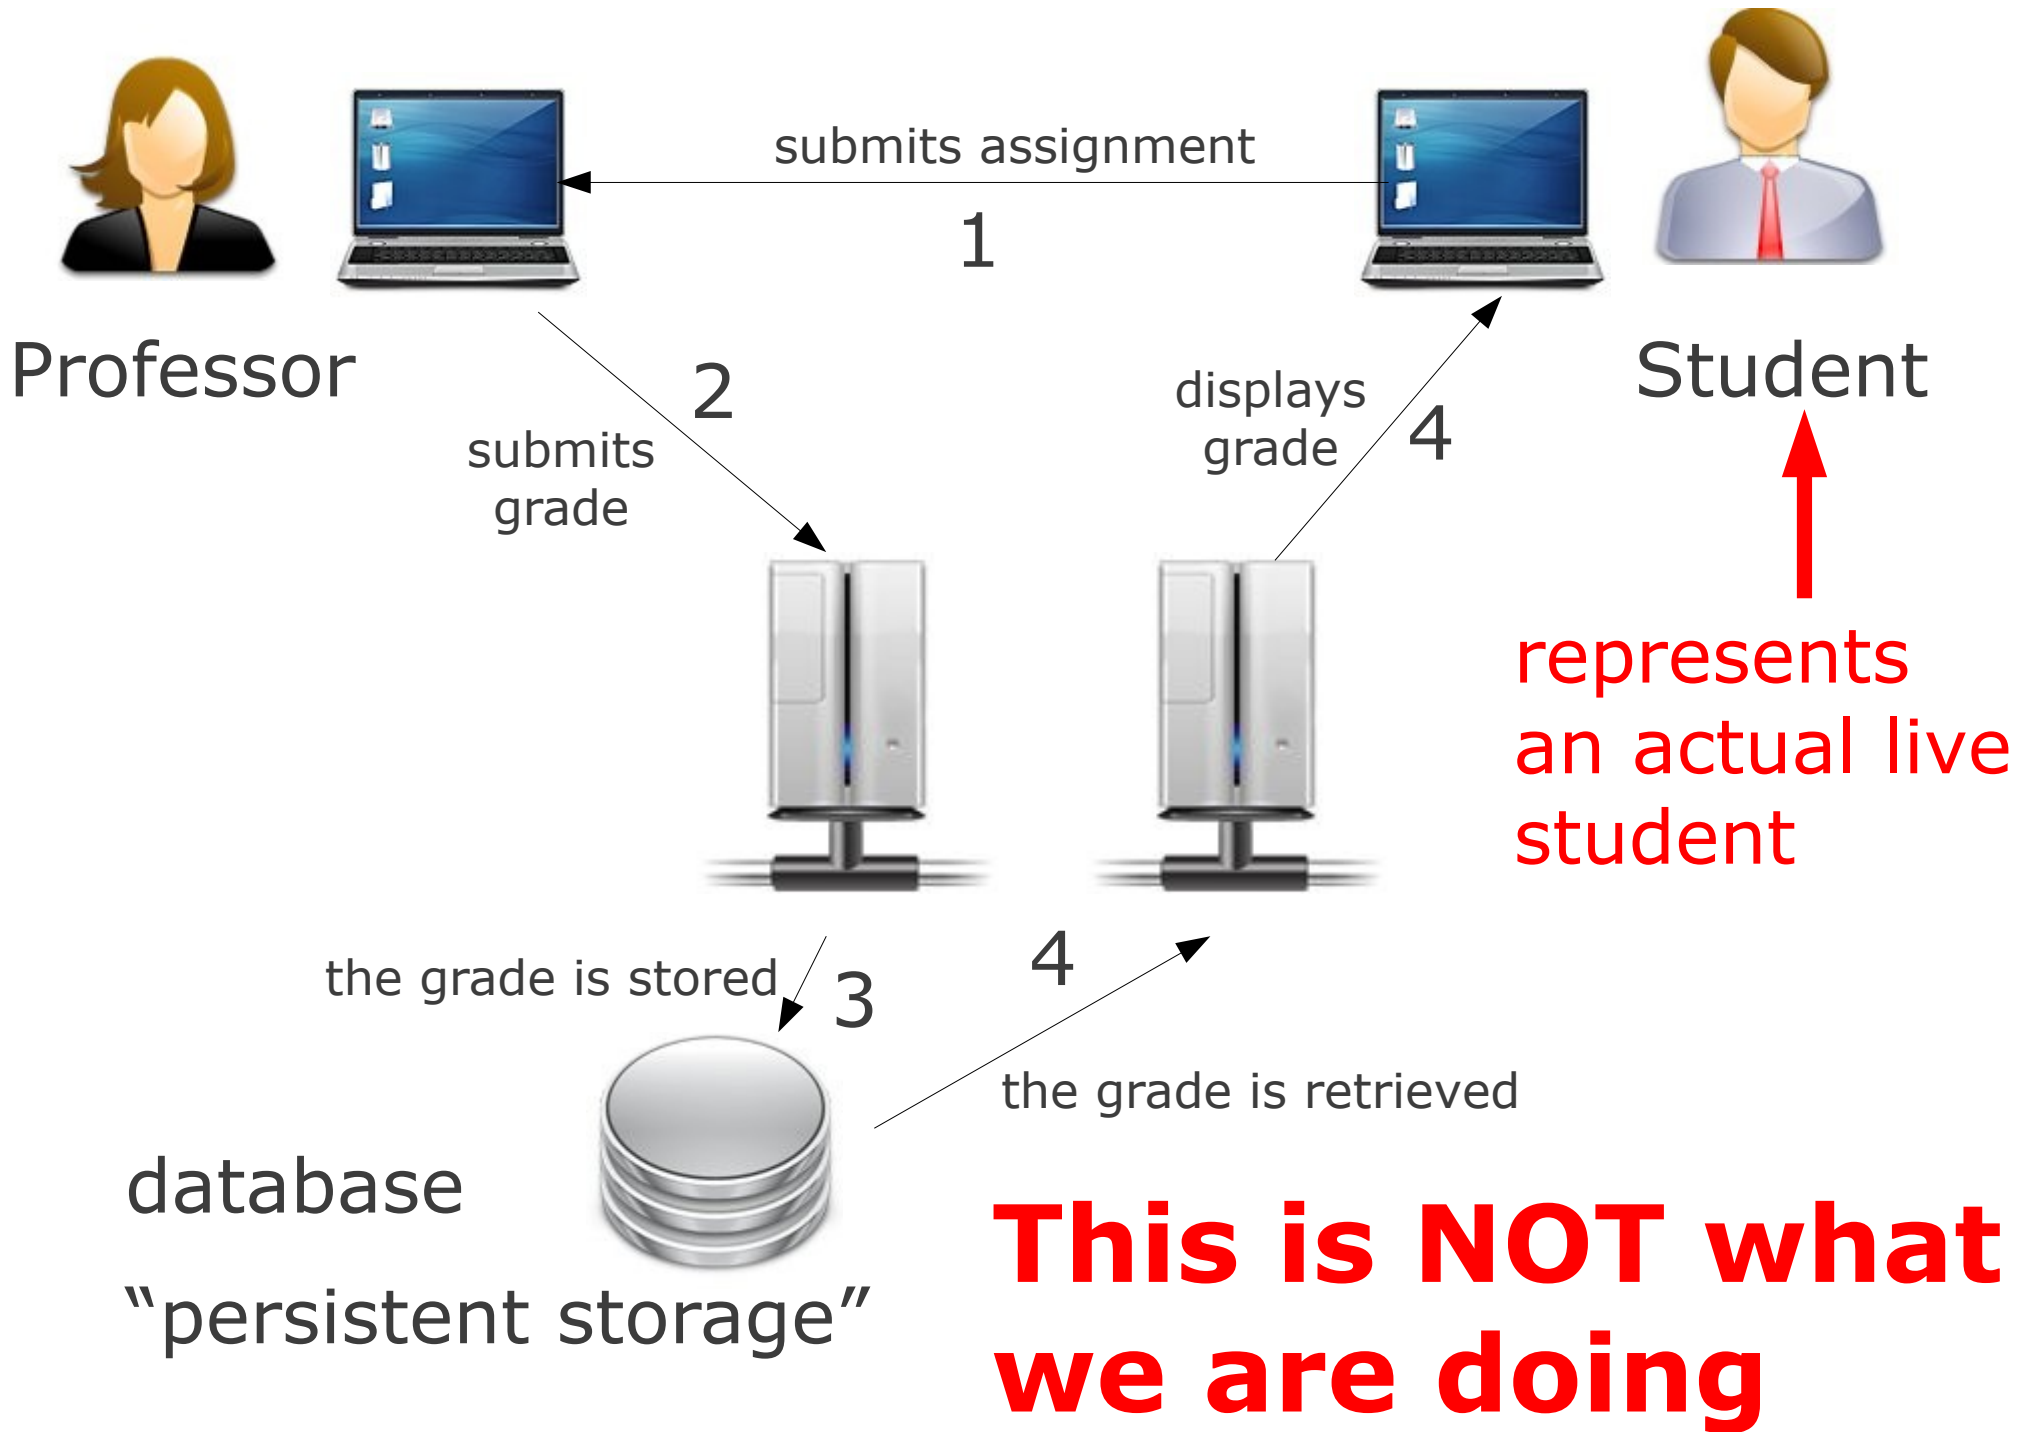 submits assignment
1
Professor
Student
2
submits
grade
displays
grade
4
represents
an actual live
student
the grade is stored
3
4
the grade is retrieved
database
“persistent storage”
This is NOT what
we are doing